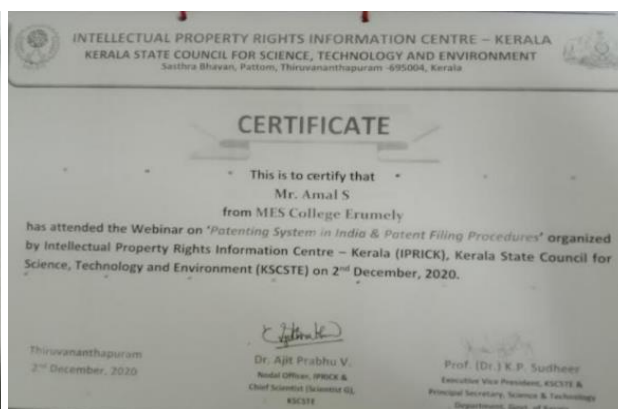 INTELLECTUAL PROPERTY RIGHTS INFORMATION CENTRE – KERALA
KERALA STATE COUNCIL FOR SCIENCE, TECHNOLOGY AND ENVIRONMENT
Sasthra Bhavan, Pattom, Thiruvananthapuram -695004, Kerala
CERTIFICATE
This is to certify that
Mr. Amal S
from MES College Erumely
has attended the Webinar on 'Patenting System in India & Patent Filing Procedures' organized
by Intellectual Property Rights Information Centre – Kerala (IPRICK), Kerala State Council for
Science, Technology and Environment (KSCSTE) on 2nd December, 2020.
Thiruvananthapuram
2nd December, 2020
Dr. Ajit Prabhu V.
Nodal Officer, IPRICK &
Chief Scientist (Scientist G),
KSCSTE
Prof. (Dr.) K.P. Sudheer
Executive Vice President, KSCSTE &
Principal Secretary, Science & Technology
Department, Govt. of